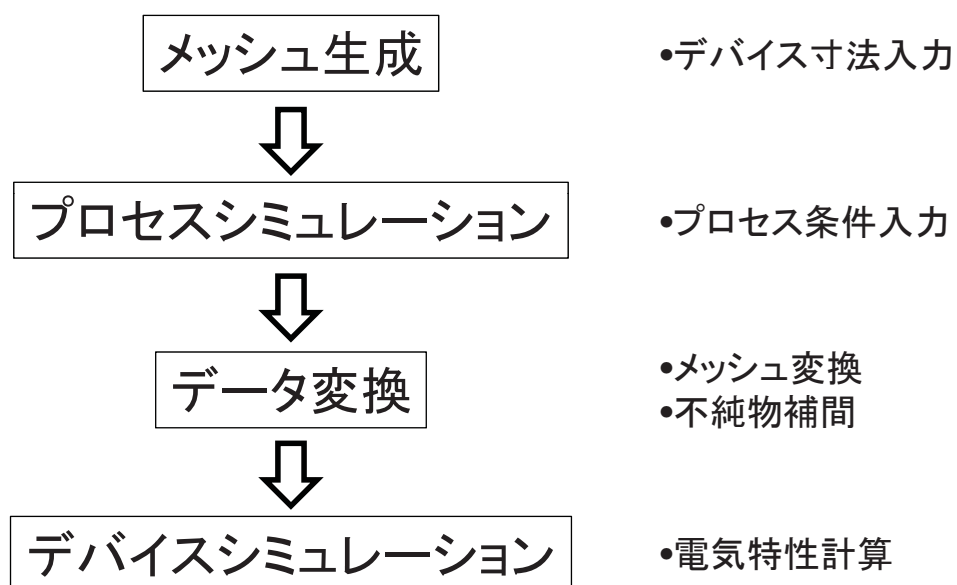 メッシュ生成
•デバイス寸法入力
プロセスシミュレーション
•プロセス条件入力
データ変換
•メッシュ変換
•不純物補間
デバイスシミュレーション
•電気特性計算